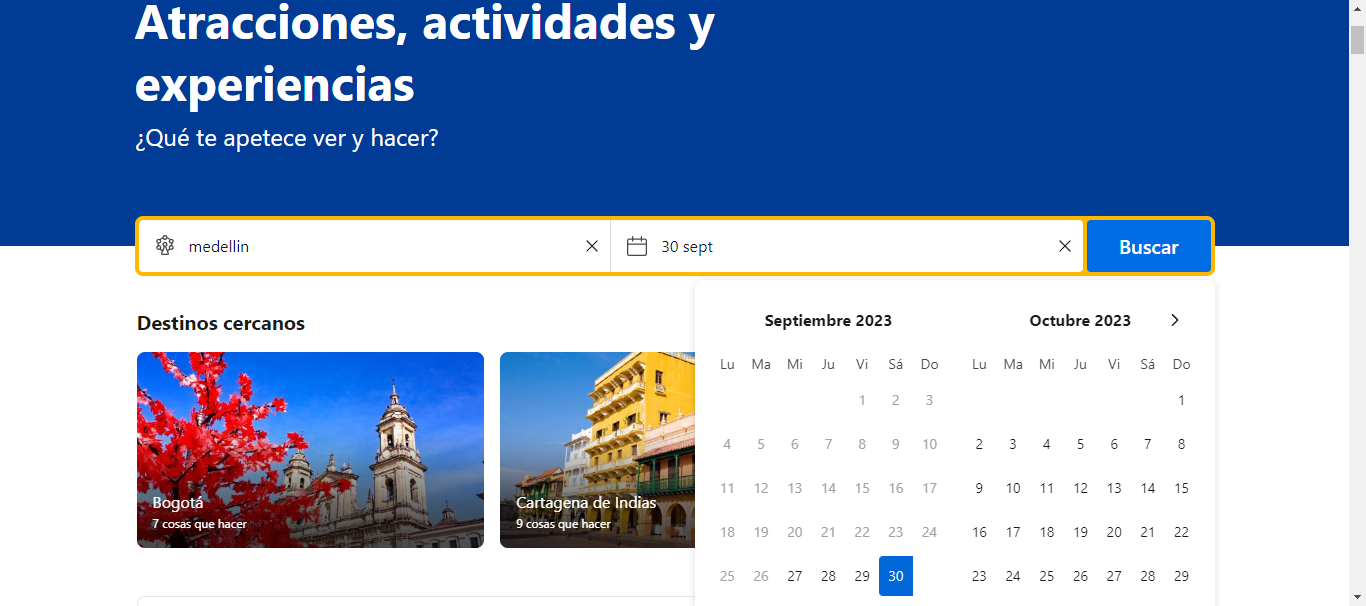 Atracciones, actividades y
experiencias
¿Qué te apetece ver y hacer?
medellin
30 sept
Buscar
Destinos cercanos
Bogotá
7 cosas que hacer
Cartagena de Indias
9 cosas que hacer
Septiembre 2023
Lu Ma Mi Ju Vi Sá Do
1 2 3
4 5 6 7 8 9 10
11 12 13 14 15 16 17
18 19 20 21 22 23 24
25 26 27 28 29 30
Octubre 2023
Lu Ma Mi Ju Vi Sá Do
1
2 3 4 5 6 7 8
9 10 11 12 13 14 15
16 17 18 19 20 21 22
23 24 25 26 27 28 29